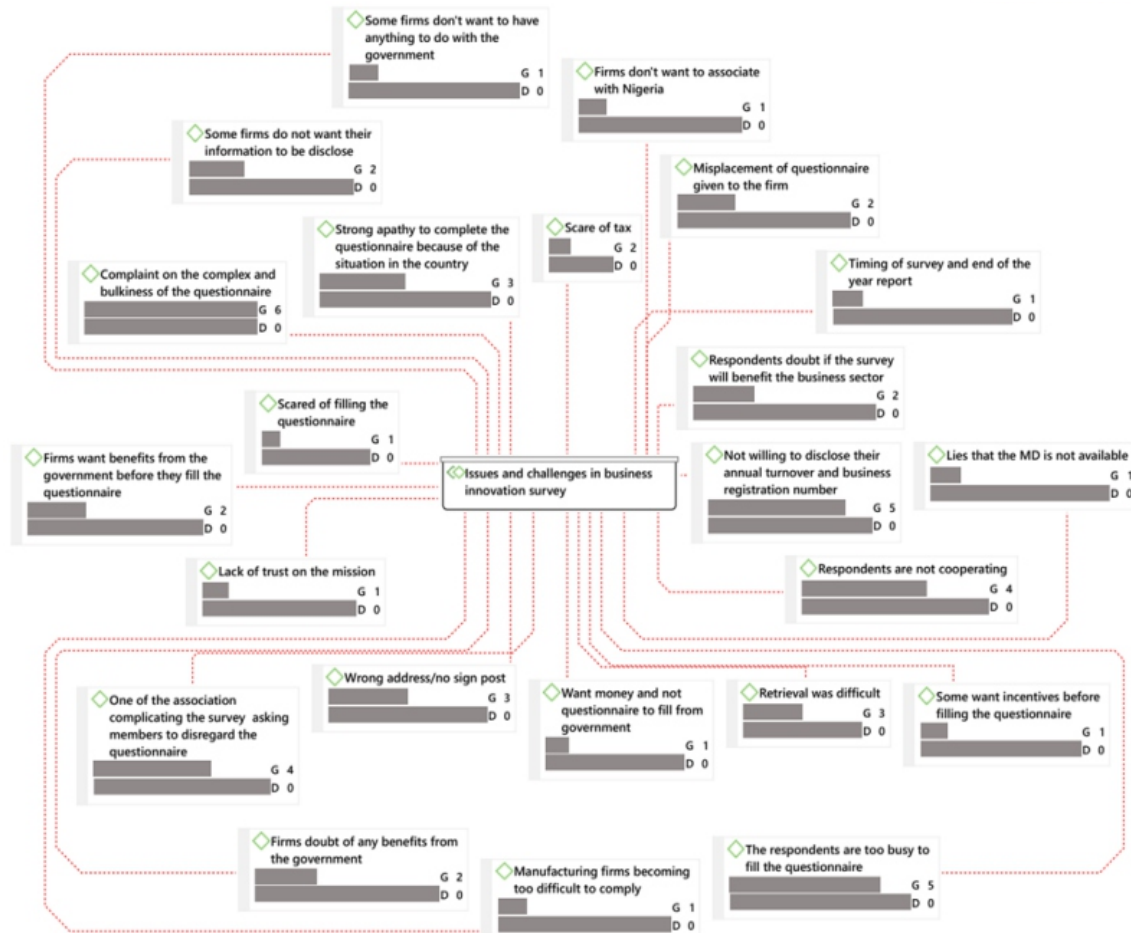 Some firms don't want to have
anything to do with the
government
G 1
D 0
Firms don't want to associate
with Nigeria
G 1
D 0
Some firms do not want their
information to be disclose
G 2
D 0
Misplacement of questionnaire
given to the firm
G 2
D 0
Strong apathy to complete the
questionnaire because of the
situation in the country
G 3
D 0
Scare of tax
G 2
D 0
Complaint on the complex and
bulkiness of the questionnaire
G 6
D 0
Timing of survey and end of the
year report
G 1
D 0
Respondents doubt if the survey
will benefit the business sector
G 2
D 0
Scared of filling the
questionnaire
G 1
D 0
Firms want benefits from the
government before they fill the
questionnaire
G 2
D 0
Issues and challenges in business
innovation survey
Not willing to disclose their
annual turnover and business
registration number
G 5
D 0
Lies that the MD is not available
G 1
D 0
Lack of trust on the mission
G 1
D 0
Respondents are not cooperating
G 4
D 0
One of the association
complicating the survey asking
members to disregard the
questionnaire
G 4
D 0
Wrong address/no sign post
G 3
D 0
Want money and not
questionnaire to fill from
government
G 1
D 0
Retrieval was difficult
G 3
D 0
Some want incentives before
filling the questionnaire
G 1
D 0
Firms doubt of any benefits from
the government
G 2
D 0
Manufacturing firms becoming
too difficult to comply
G 1
D 0
The respondents are too busy to
fill the questionnaire
G 5
D 0